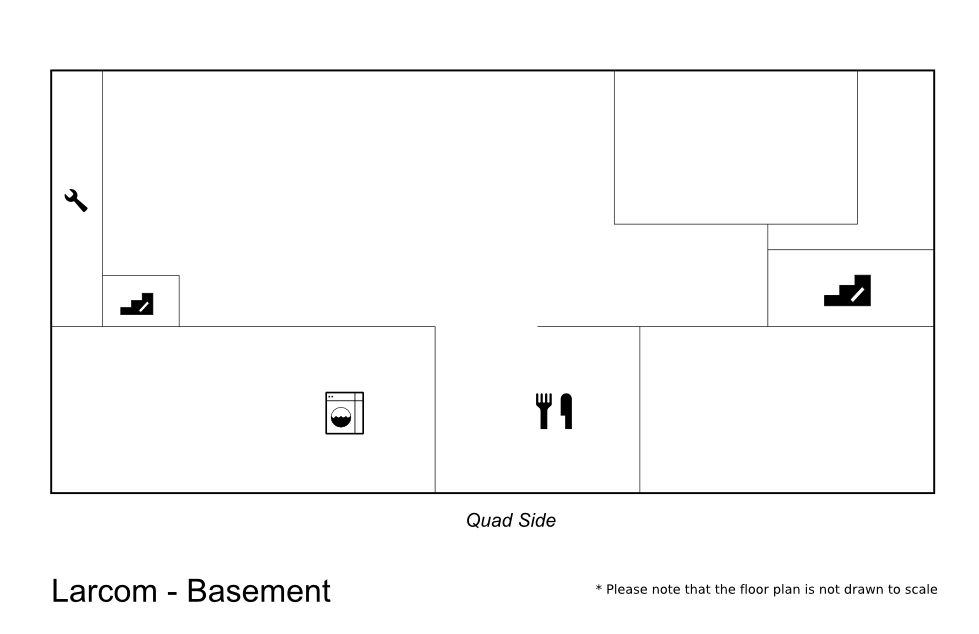 Quad Side
Larcom - Basement
* Please note that the floor plan is not drawn to scale